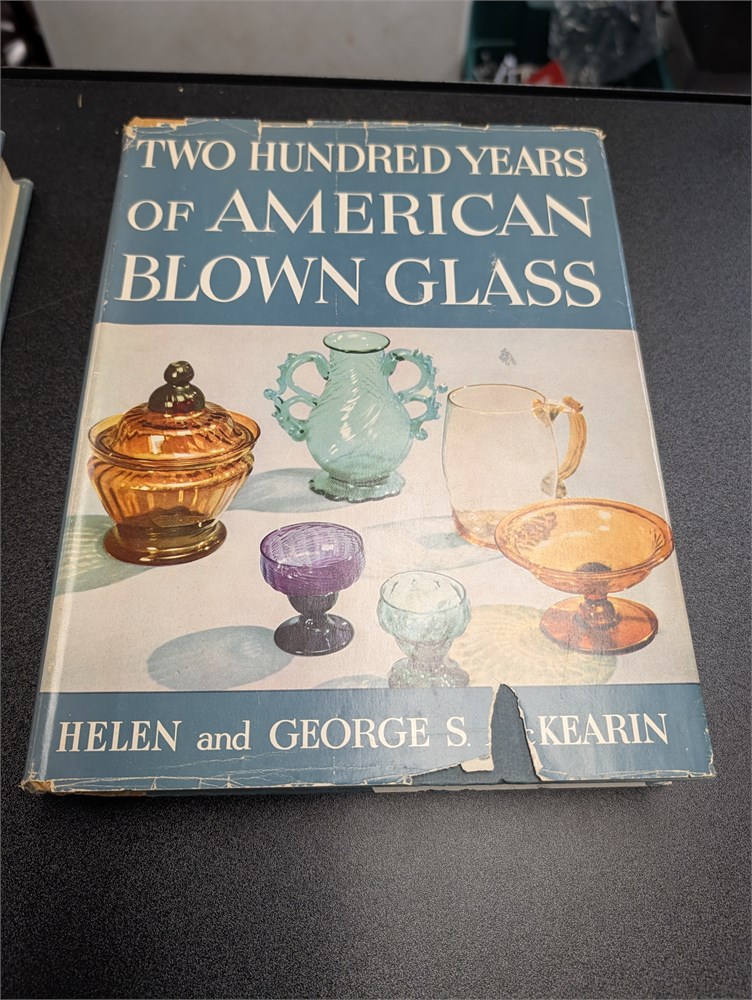 TWO HUNDRED YEARS
OF AMERICAN
BLOWN GLASS
HELEN and GEORGE S. KEARIN